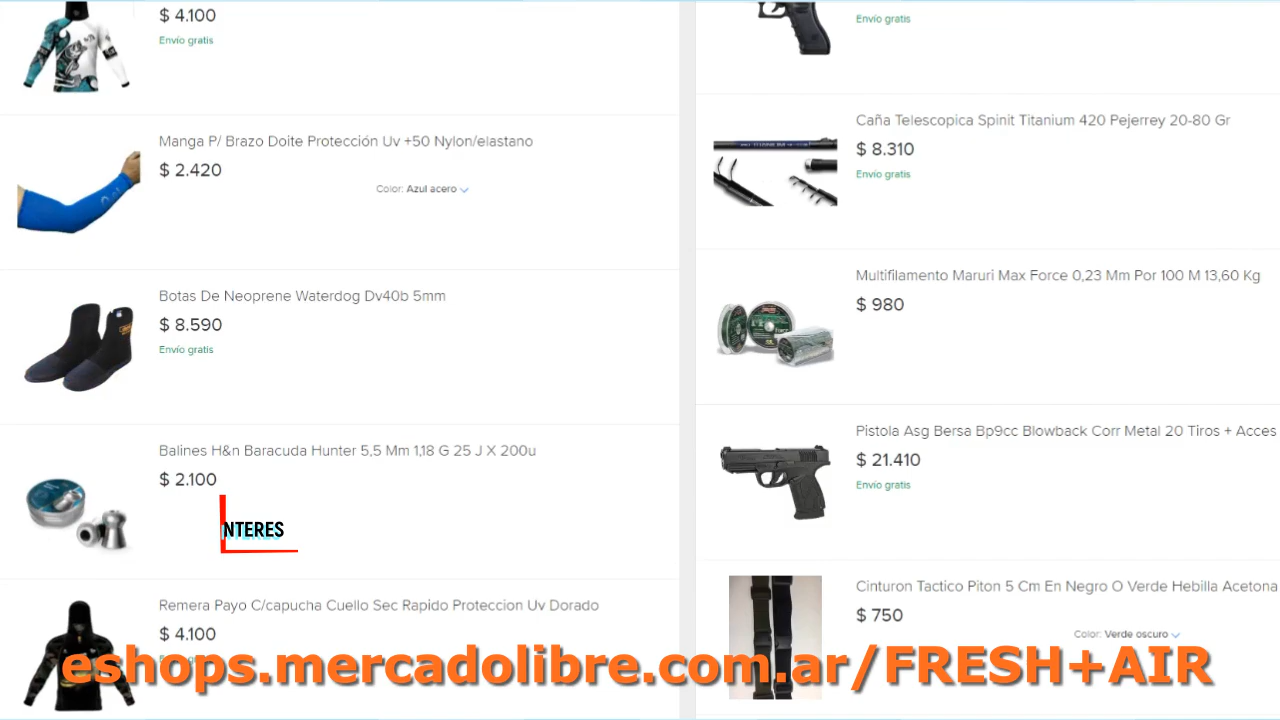 $ 4.100
Envío gratis
Manga P/ Brazo Doite Protección Uv +50 Nylon/elastano
$ 2.420
Color: Azul acero
Botas De Neoprene Waterdog Dv40b 5mm
$ 8.590
Envío gratis
Balines H&n Baracuda Hunter 5,5 Mm 1,18 G 25 J X 200u
$ 2.100
NTERES
Remera Payo C/capucha Cuello Sec Rapido Proteccion Uv Dorado
$ 4.100
Envío gratis
Caña Telescopica Spinit Titanium 420 Pejerrey 20-80 Gr
$ 8.310
Envío gratis
Multifilamento Maruri Max Force 0,23 Mm Por 100 M 13,60 Kg
$ 980
Pistola Asg Bersa Bp9cc Blowback Corr Metal 20 Tiros + Acces
$ 21.410
Envío gratis
Cinturon Tactico Piton 5 Cm En Negro O Verde Hebilla Acetona
$ 750
Color: Verde oscuro
eshops.mercadolibre.com.ar/FRESH+AIR